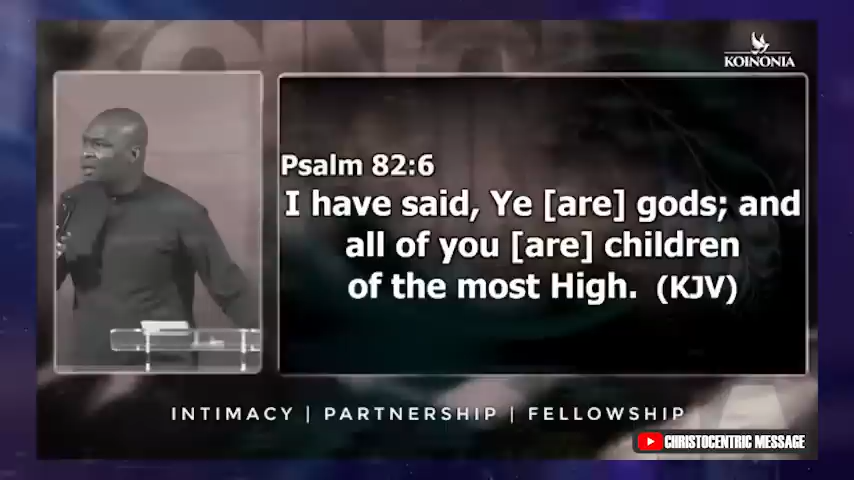 KOINONIA
Psalm 82:6
I have said, Ye [are] gods; and
all of you [are] children
of the most High. (KJV)
INTIMACY | PARTNERSHIP | FELLOWSHIP
CHRISTOCENTRIC MESSAGE